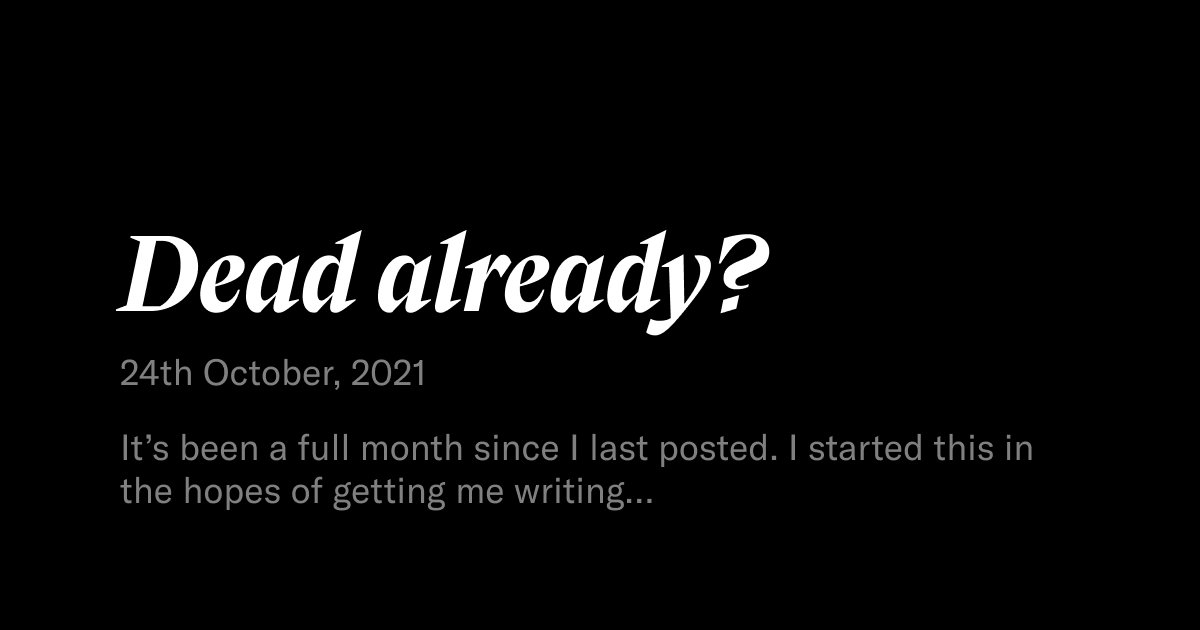 Dead already?
24th October, 2021
It’s been a full month since I last posted. I started this in
the hopes of getting me writing...